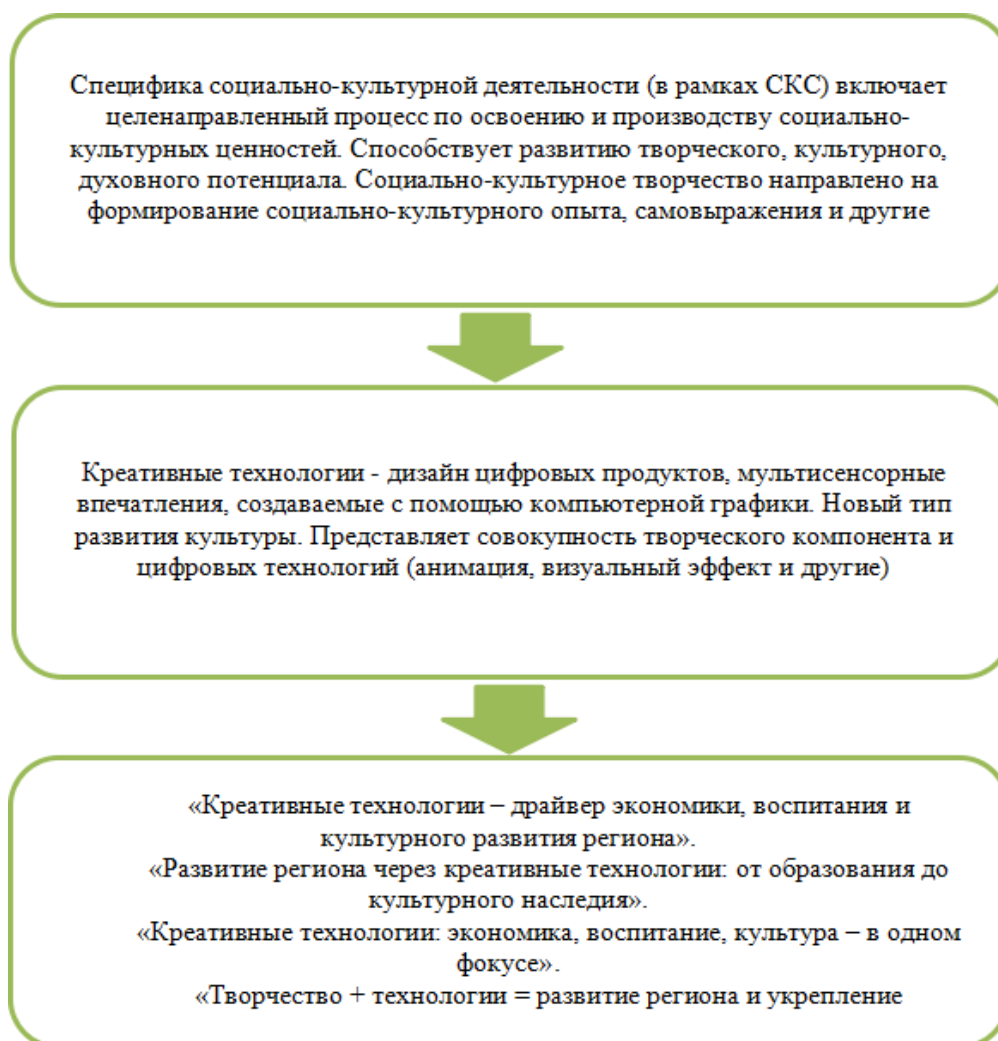 Специфика социально-культурной деятельности (в рамках СКС) включает
целенаправленный процесс по освоению и производству социально-
культурных ценностей. Способствует развитию творческого, культурного,
духовного потенциала. Социально-культурное творчество направлено на
формирование социально-культурного опыта, самовыражения и другие
Креативные технологии - дизайн цифровых продуктов, мультисенсорные
впечатления, создаваемые с помощью компьютерной графики. Новый тип
развития культуры. Представляет совокупность творческого компонента и
цифровых технологий (анимация, визуальный эффект и другие)
«Креативные технологии – драйвер экономики, воспитания и
культурного развития региона».
«Развитие региона через креативные технологии: от образования до
культурного наследия».
«Креативные технологии: экономика, воспитание, культура – в одном
фокусе».
«Творчество + технологии = развитие региона и укрепление